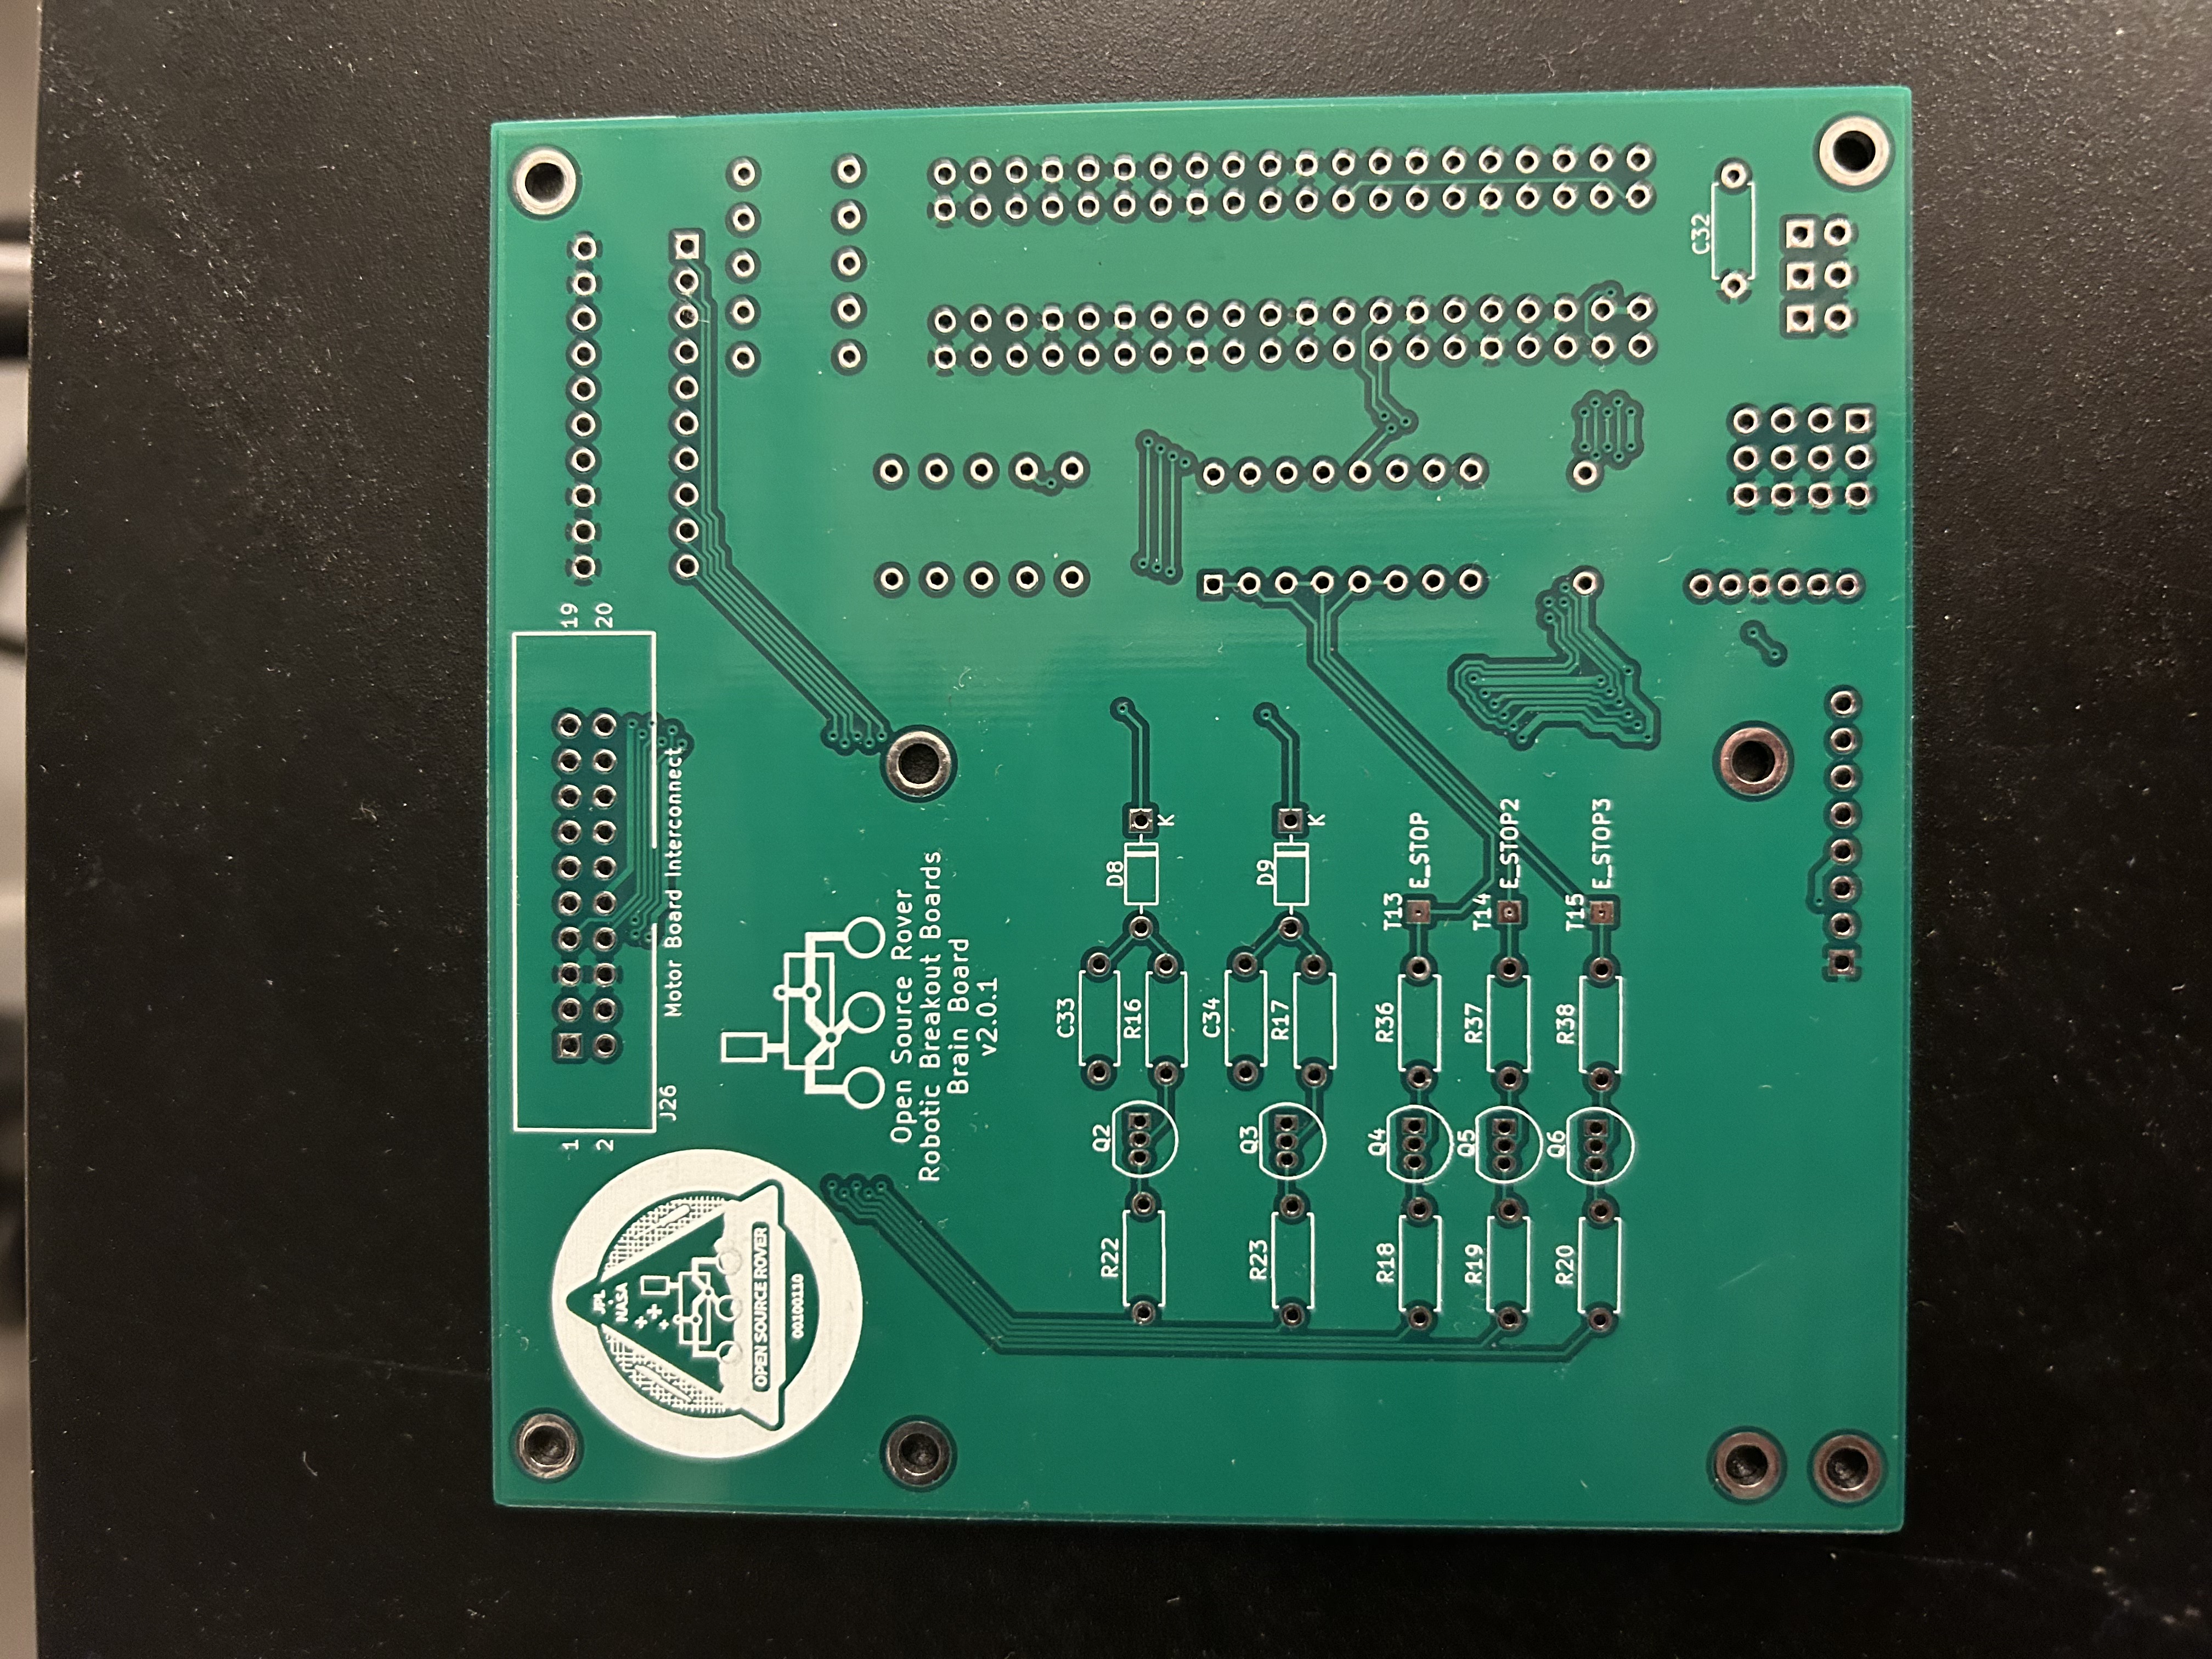 JPL
NASA
OPEN SOURCE ROVER
00100110
1
2
19
20
J26
Motor Board Interconnect
Open Source Rover
Robotic Breakout Boards
Brain Board
v2.0.1
C33
R22
Q2
R16
D8
K
C34
R23
Q3
R17
D9
K
R18
Q4
R36
T13
E_STOP
R19
Q5
R37
T14
E_STOP2
R20
Q6
R38
T15
E_STOP3
C32